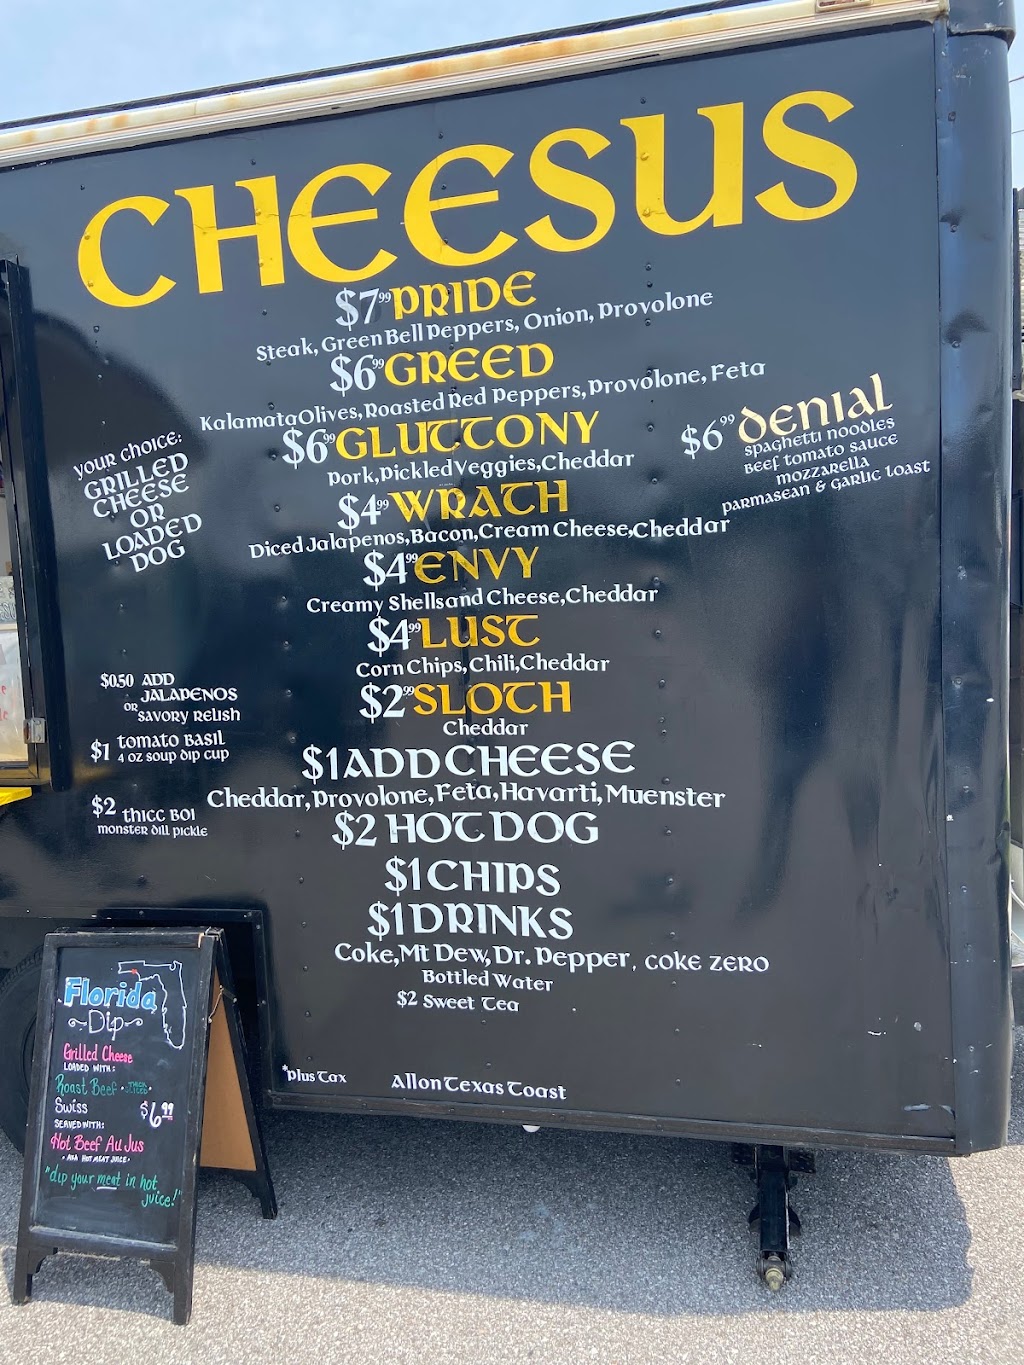 CHEESUS
$7.99 PRIDE
Steak, Green Bell Peppers, Onion, Provolone
$6.99 GREED
Kalamata Olives, Roasted Red Peppers, Provolone, Feta
$6.99 GLUTTONY
Pork, Pickled Veggies, Cheddar
$4.99 WRATH
Diced Jalapenos, Bacon, Cream Cheese, Cheddar
$4.99 ENVY
Creamy Shells and Cheese, Cheddar
$4.99 LUST
Corn Chips, Chili, Cheddar
$2.99 SLOTH
Cheddar
$1 ADD CHEESE
Cheddar, Provolone, Feta, Havarti, Muenster
$2 HOT DOG
$1 CHIPS
$1 DRINKS
Coke, Mt Dew, Dr. Pepper, COKE ZERO
Bottled Water
$2 Sweet Tea
*plus Tax
All on Texas Toast
$6.99 DENIAL
spaghetti noodles
Beef tomato sauce
mozzarella
parmasean & garlic toast
your choice:
GRILLED
CHEESE
OR
LOADED
DOG
$0.50 ADD
JALAPENOS
OR
SAVORY RELISH
$1 tomato BASIL
4 oz soup dip cup
$2 THICC BOI
monster dill pickle
Florida
Dip
Grilled Cheese
LOADED WITH:
Roast Beef • THICK SLICED •
Swiss
$6.99
SERVED WITH:
Hot Beef Au Jus
• AKA HOT MEAT JUICE •
"dip your meat in hot
juice!"